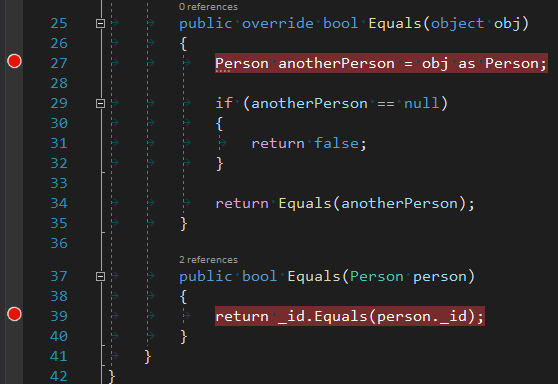 0 references
25 public override bool Equals(object obj)
26 {
27 Person anotherPerson = obj as Person;
28
29 if (anotherPerson == null)
30 {
31 return false;
32 }
33
34 return Equals(anotherPerson);
35 }
36
2 references
37 public bool Equals(Person person)
38 {
39 return _id.Equals(person._id);
40 }
41 }
42 }